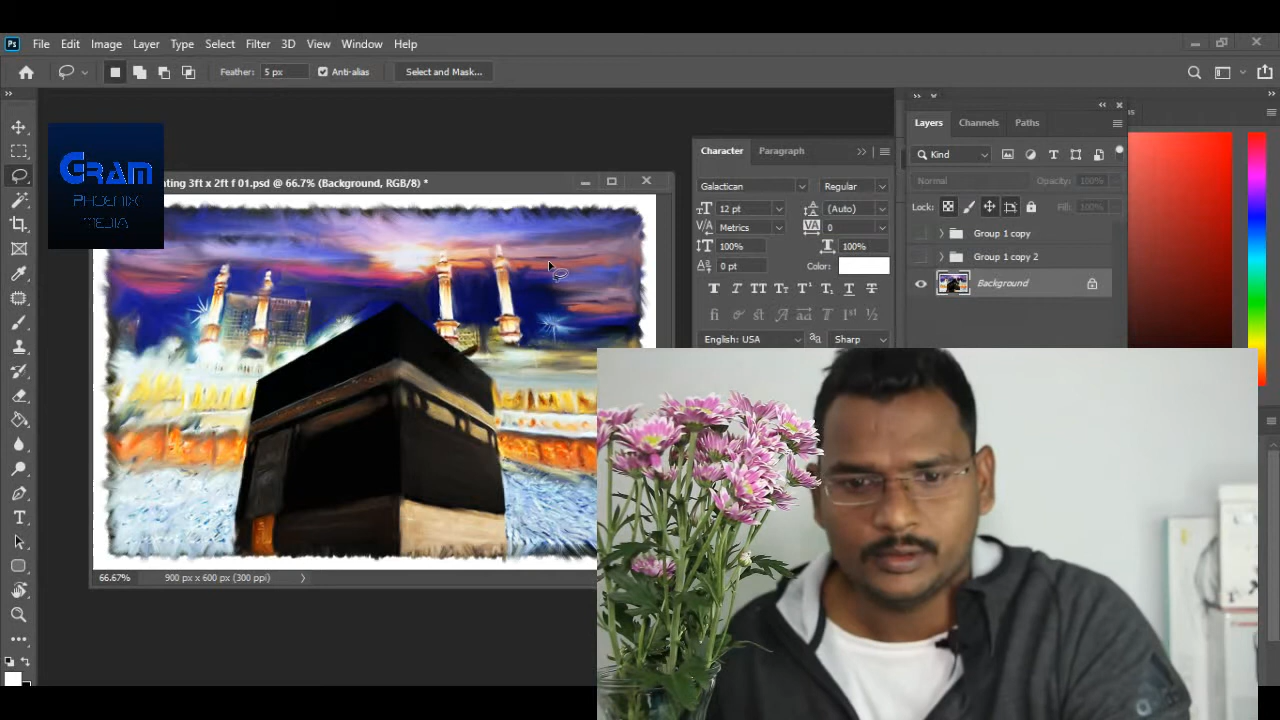 Ps File Edit Image Layer Type Select Filter 3D View Window Help
Feather: 5 px Anti-alias Select and Mask...
GRAM
PHOENIX
MEDIA
ating 3ft x 2ft f 01.psd @ 66.7% (Background, RGB/8) *
66.67% 900 px x 600 px (300 ppi)
Character Paragraph
Galactican Regular
12 pt (Auto)
Metrics 0
100% 100%
0 pt Color:
English: USA Sharp
Layers Channels Paths
Kind
Normal Opacity: 100%
Lock: Fill: 100%
Group 1 copy
Group 1 copy 2
Background